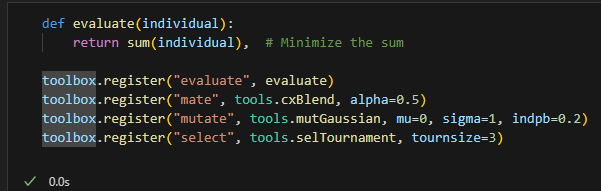 def evaluate(individual):
    return sum(individual),  # Minimize the sum
toolbox.register("evaluate", evaluate)
toolbox.register("mate", tools.cxBlend, alpha=0.5)
toolbox.register("mutate", tools.mutGaussian, mu=0, sigma=1, indpb=0.2)
toolbox.register("select", tools.selTournament, tournsize=3)
0.0s